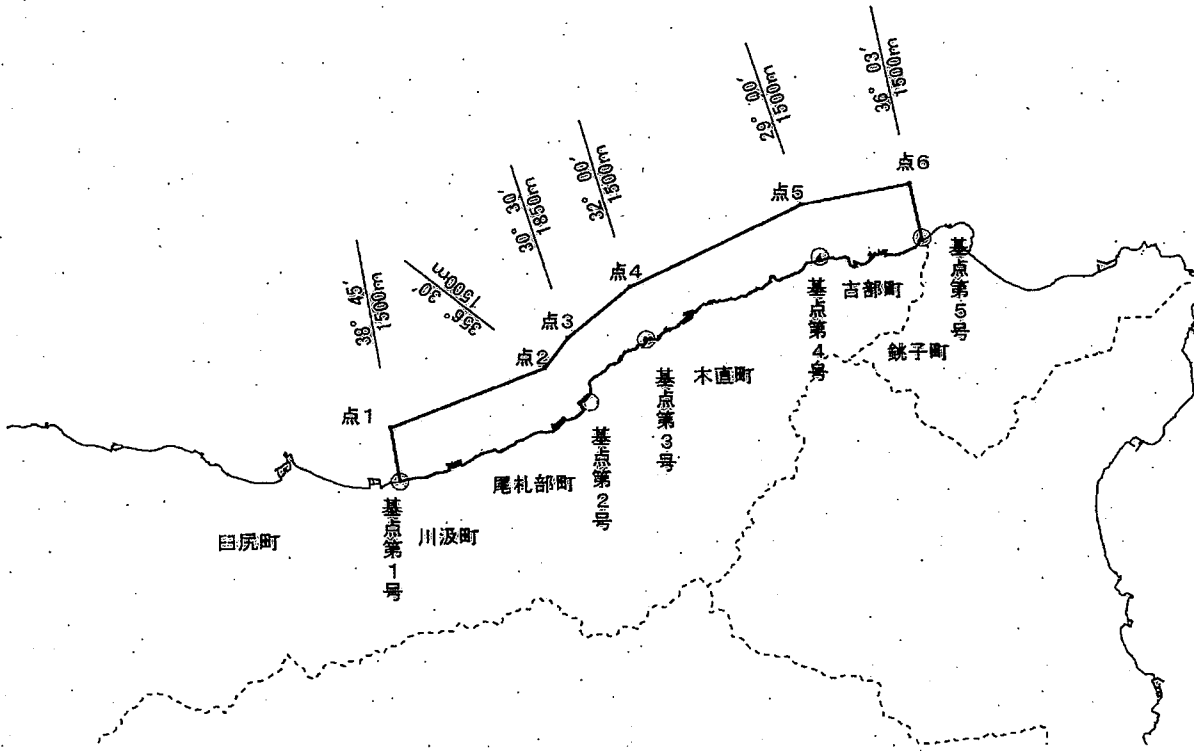 36° 03′
1500m
29° 00′
1500m
32° 00′
1500m
30° 30′
1850m
38° 45′
1500m
356° 30′
1500m
点6
点5
点4
点3
点2
点1
基点第5号
吉部町
基点第4号
銚子町
木直町
基点第3号
基点第2号
尾札部町
基点第1号
川汲町
臼尻町